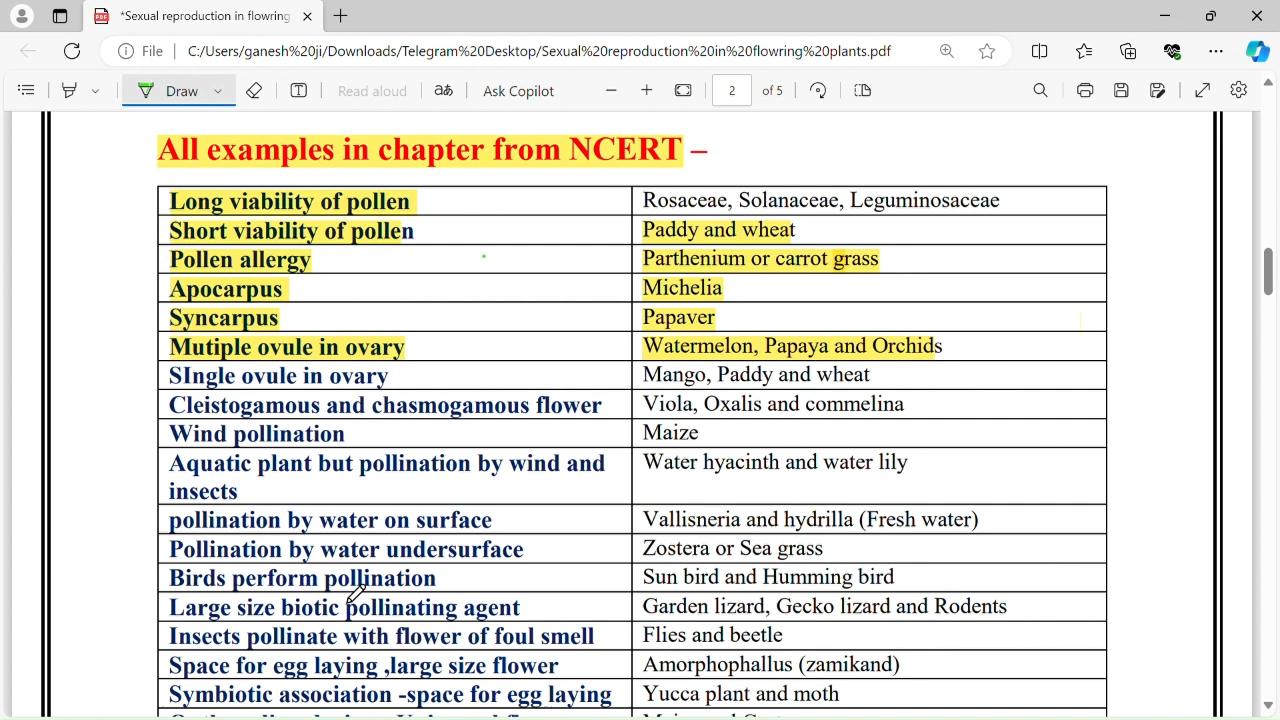 *Sexual reproduction in flowring
File
C:/Users/ganesh%20ji/Downloads/Telegram%20Desktop/Sexual%20reproduction%20in%20flowring%20plants.pdf
Draw
Read aloud
aあ
Ask Copilot
2 of 5
All examples in chapter from NCERT –
Long viability of pollen Rosaceae, Solanaceae, Leguminosaceae
Short viability of pollen Paddy and wheat
Pollen allergy Parthenium or carrot grass
Apocarpus Michelia
Syncarpus Papaver
Mutiple ovule in ovary Watermelon, Papaya and Orchids
SIngle ovule in ovary Mango, Paddy and wheat
Cleistogamous and chasmogamous flower Viola, Oxalis and commelina
Wind pollination Maize
Aquatic plant but pollination by wind and Water hyacinth and water lily
insects
pollination by water on surface Vallisneria and hydrilla (Fresh water)
Pollination by water undersurface Zostera or Sea grass
Birds perform pollination Sun bird and Humming bird
Large size biotic pollinating agent Garden lizard, Gecko lizard and Rodents
Insects pollinate with flower of foul smell Flies and beetle
Space for egg laying ,large size flower Amorphophallus (zamikand)
Symbiotic association -space for egg laying Yucca plant and moth